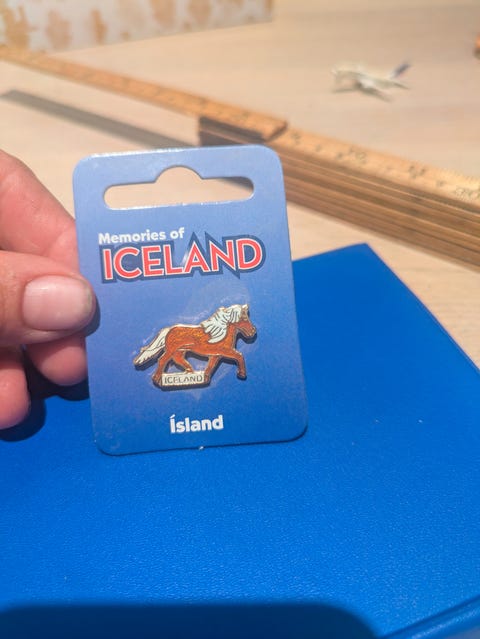 Memories of
ICELAND
ICELAND
Ísland